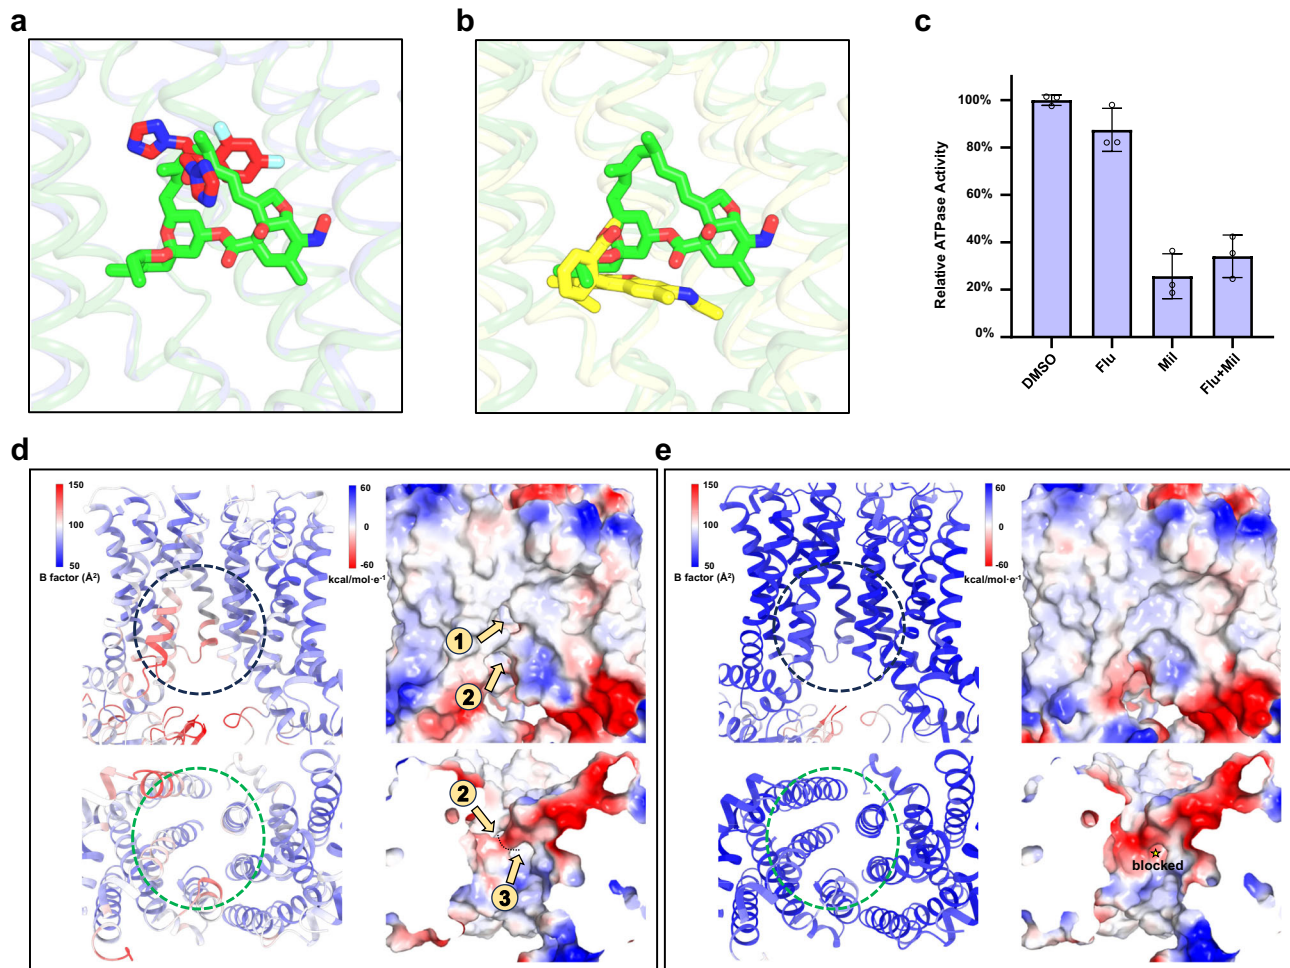 a
b
c
Relative ATPase Activity
100%
80%
60%
40%
20%
0%
DMSO
Flu
Mil
Flu+Mil
d
150
100
50
B factor (Å²)
60
0
-60
kcal/mol·e⁻¹
1
2
2
3
e
150
100
50
B factor (Å²)
60
0
-60
kcal/mol·e⁻¹
blocked